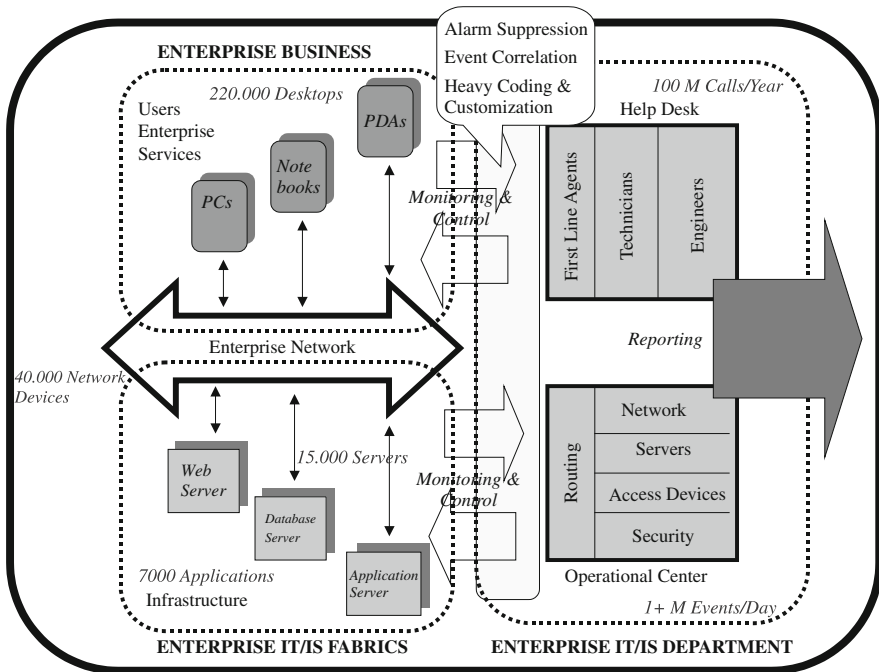 Alarm Suppression
Event Correlation
Heavy Coding &
Customization
ENTERPRISE BUSINESS
220.000 Desktops
Users
Enterprise
Services
PCs
Note
books
PDAs
Monitoring &
Control
100 M Calls/Year
Help Desk
First Line Agents
Technicians
Engineers
Enterprise Network
Reporting
40.000 Network
Devices
15.000 Servers
Web
Server
Database
Server
Application
Server
7000 Applications
Infrastructure
Monitoring &
Control
Routing
Network
Servers
Access Devices
Security
Operational Center
1+ M Events/Day
ENTERPRISE IT/IS FABRICS
ENTERPRISE IT/IS DEPARTMENT